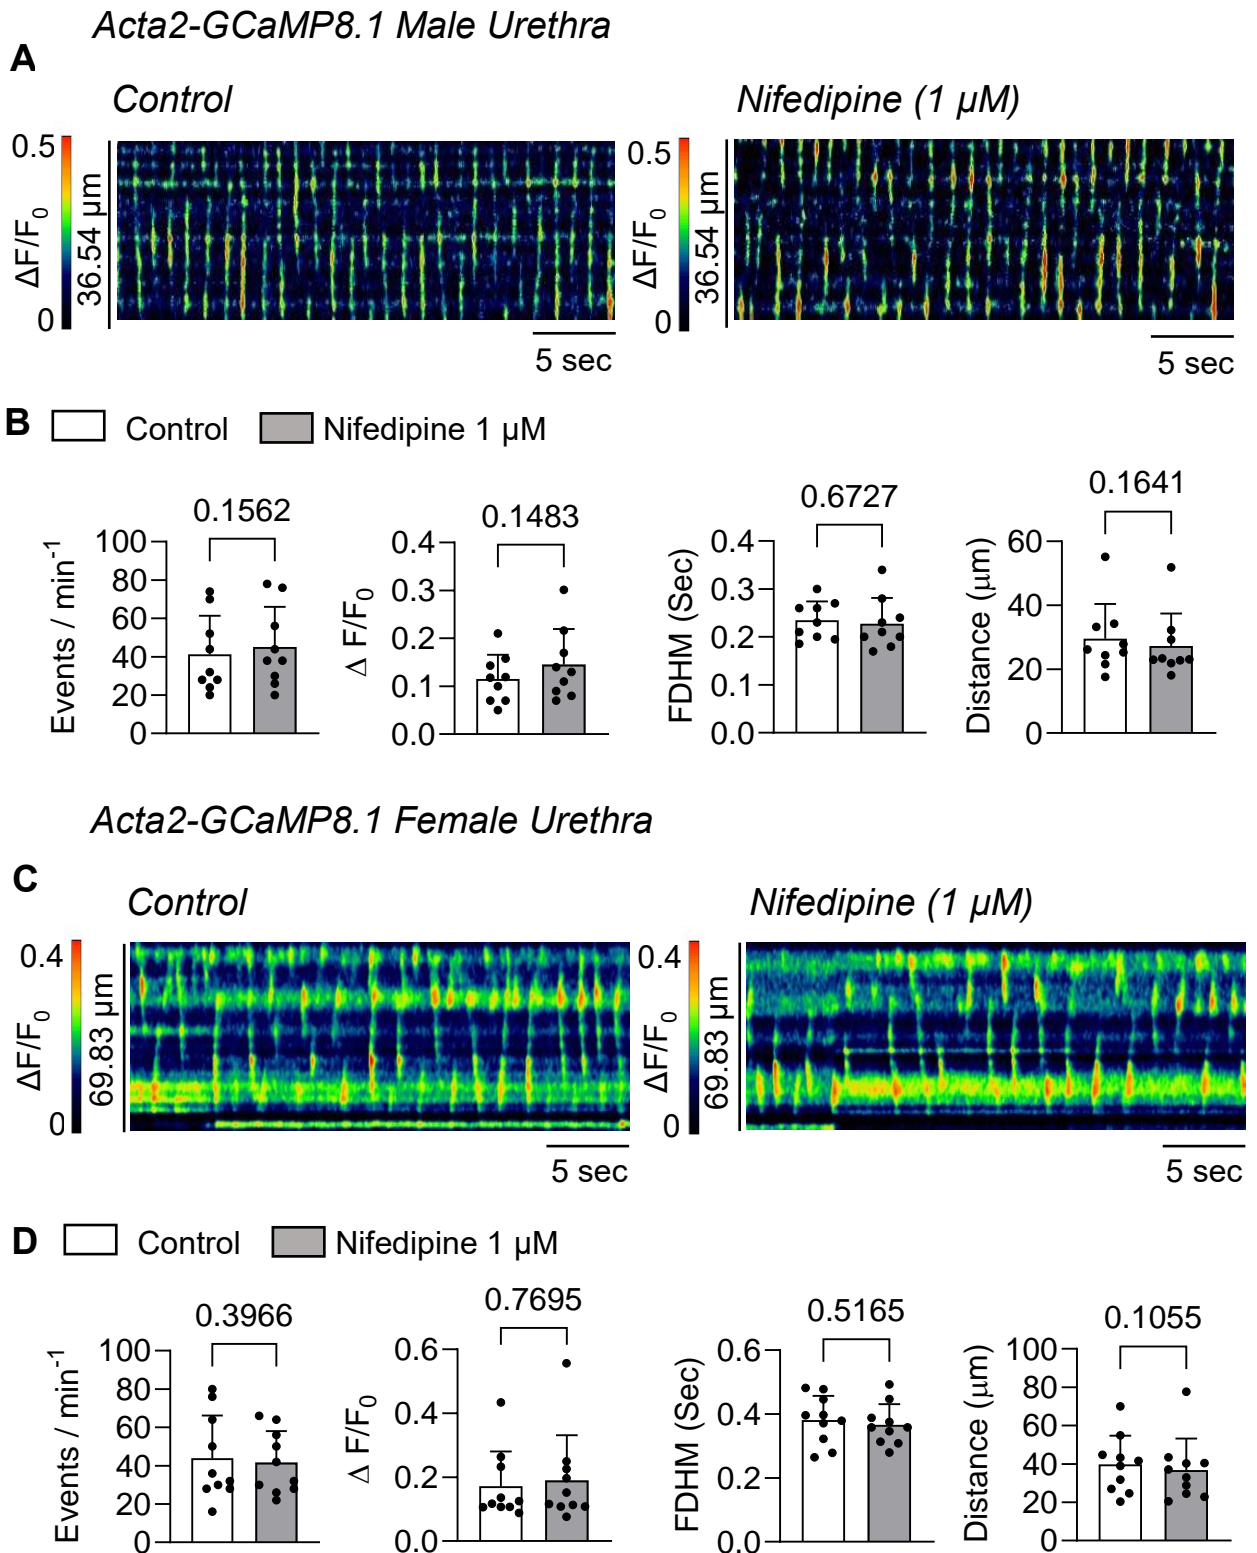 Acta2-GCaMP8.1 Male Urethra
A
Control
Nifedipine (1 µM)
0.5
0
ΔF/F0
36.54 µm
5 sec
0.5
0
ΔF/F0
36.54 µm
5 sec
B
Control
Nifedipine 1 µM
0.1562
100
80
60
40
20
0
Events / min-1
0.1483
0.4
0.3
0.2
0.1
0.0
Δ F/F0
0.6727
0.4
0.3
0.2
0.1
0.0
FDHM (Sec)
0.1641
60
40
20
0
Distance (µm)
Acta2-GCaMP8.1 Female Urethra
C
Control
Nifedipine (1 µM)
0.4
0
ΔF/F0
69.83 µm
5 sec
0.4
0
ΔF/F0
69.83 µm
5 sec
D
Control
Nifedipine 1 µM
0.3966
100
80
60
40
20
0
Events / min-1
0.7695
0.6
0.4
0.2
0.0
Δ F/F0
0.5165
0.6
0.4
0.2
0.0
FDHM (Sec)
0.1055
100
80
60
40
20
0
Distance (µm)